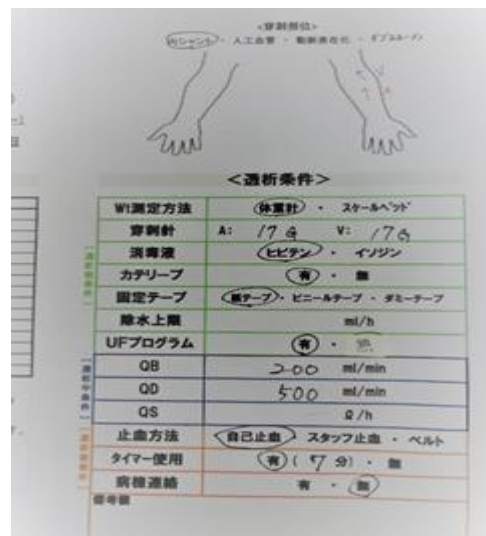 <穿刺部位>
内シャント・人工血管・動脈表在化・ダブルルーメン
<透析条件>
Wt測定方法 体重計・スケールベッド
穿刺針 A: 17G V: 17G
消毒液 ヒビテン・イソジン
カテリープ 有・無
固定テープ 紙テープ・ビニールテープ・ダミーテープ
除水上限 ml/h
UFプログラム 有・無
QB 200 ml/min
QD 500 ml/min
QS ℓ/h
止血方法 自己止血・スタッフ止血・ベルト
タイマー使用 有(7分)・無
病棟連絡 有・無
備考欄